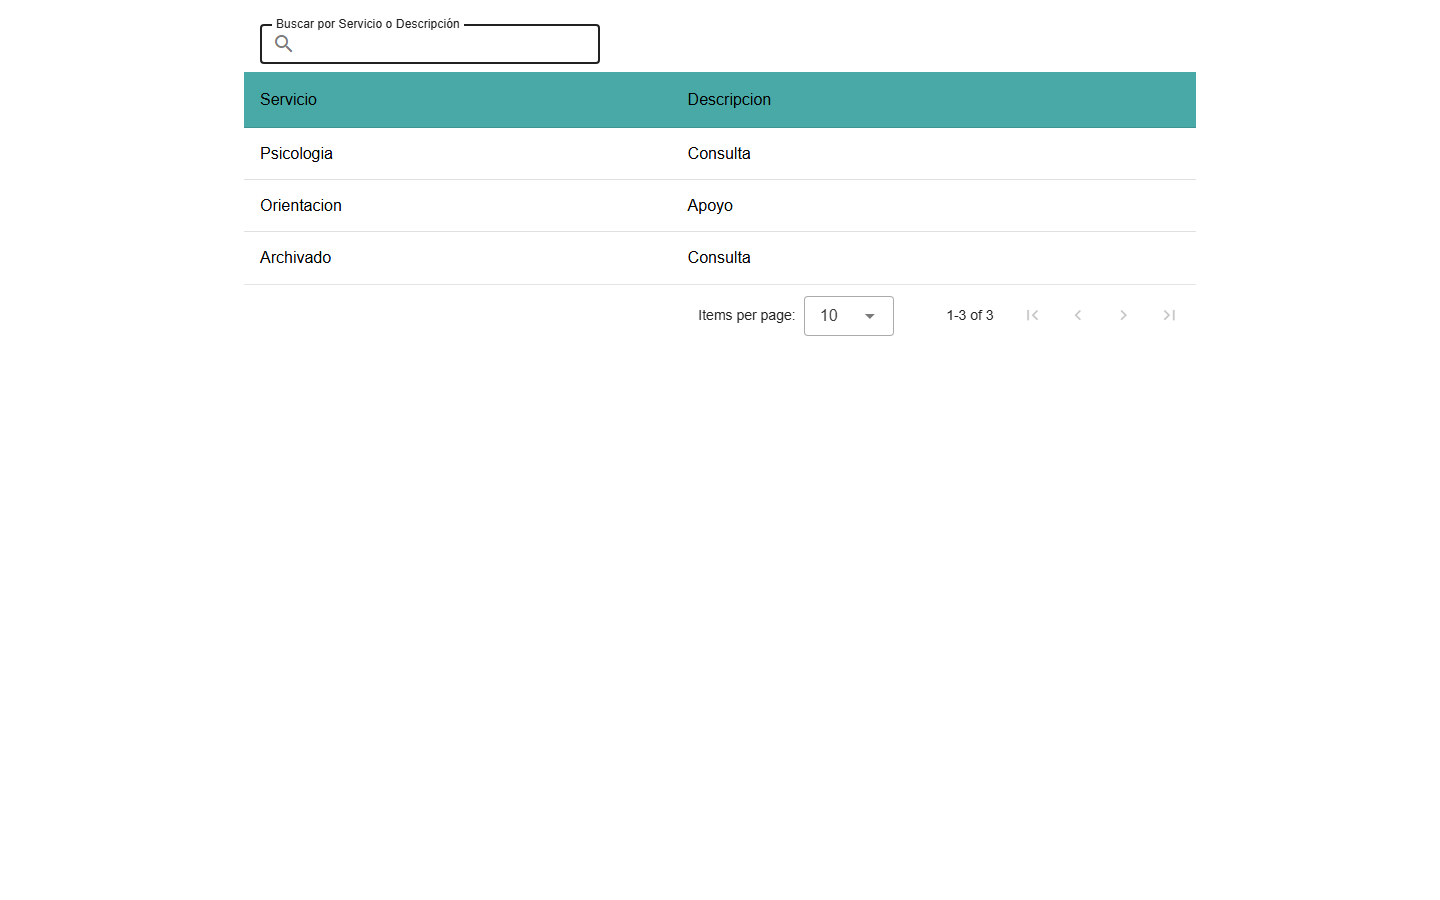 Buscar por Servicio o Descripción
Servicio Descripcion
Psicologia Consulta
Orientacion Apoyo
Archivado Consulta
Items per page: 10 1-3 of 3